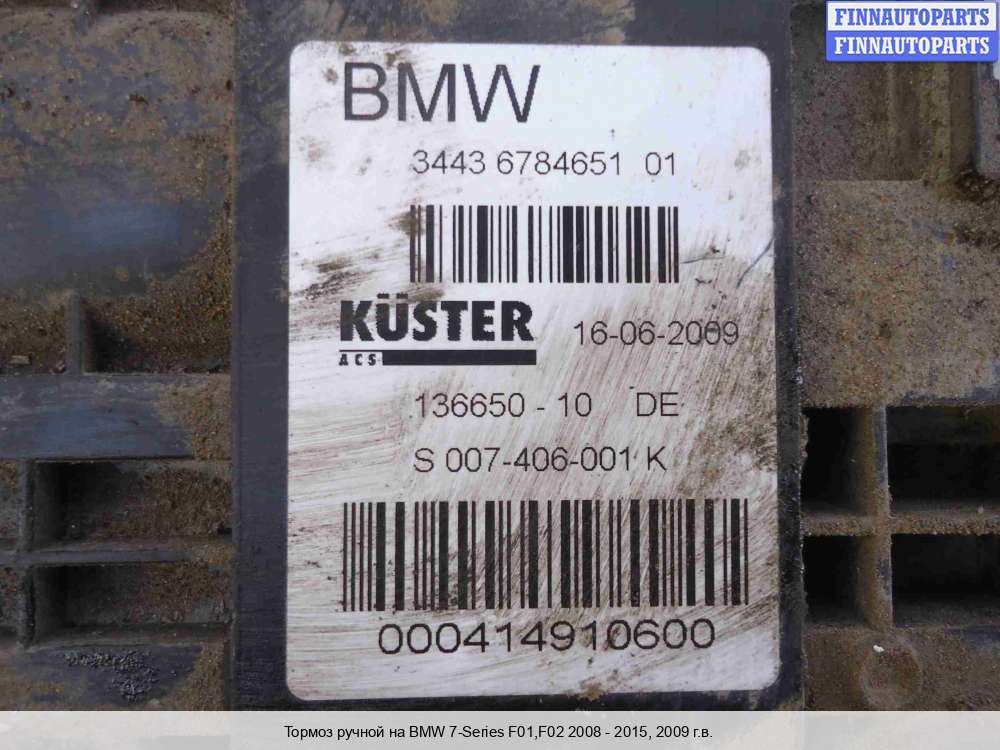 FINNAUTOPARTS
FINNAUTOPARTS
BMW
3443 6784651 01
KÜSTER
ACS
16-06-2009
136650 - 10 DE
S 007-406-001 K
000414910600
Тормоз ручной на BMW 7-Series F01,F02 2008 - 2015, 2009 г.в.